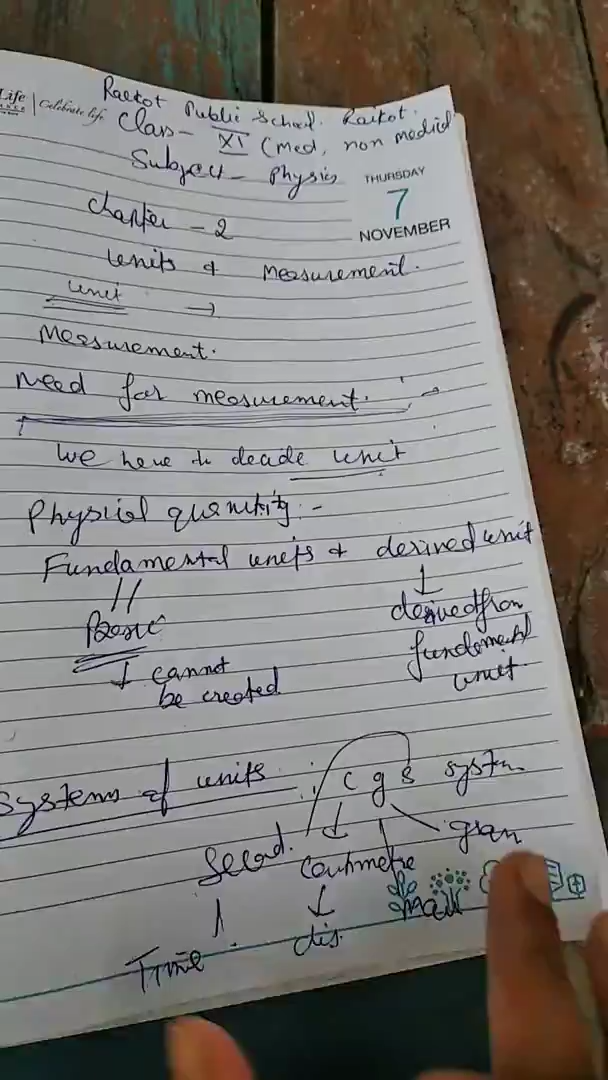 Life | Celebrate life
Raikot Public School. Raikot.
Class - XI (med, non medical
Subject - Physics
THURSDAY
7
NOVEMBER
Chapter - 2
Units & Measurement.
Unit →
Measurement.
Need for measurement. →
We have to decide unit
Physical quantity -
Fundamental units & derived unit
Basic
derived from
fundamental
unit.
cannot
be created
Systems of units : c g s system
gram
Second. Centimetre
mass
Time dis.